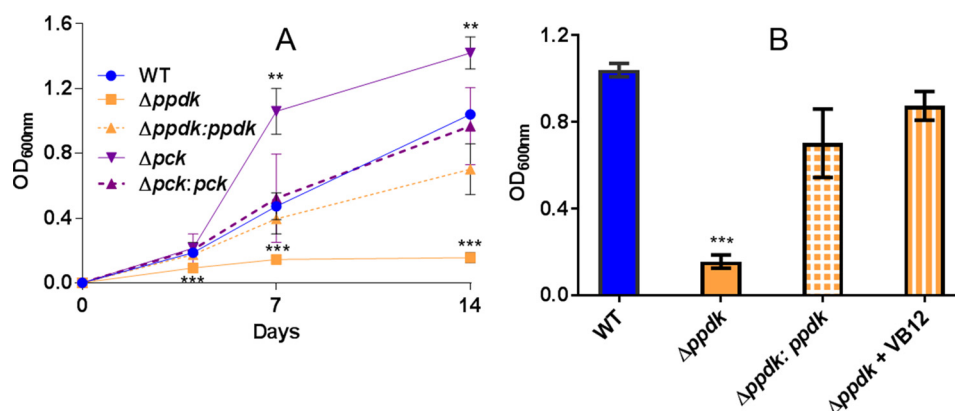 A
OD600nm
1.6
1.2
0.8
0.4
0.0
WT
Δppdk
Δppdk:ppdk
Δpck
Δpck: pck
**
**
***
***
***
0
7
14
Days
B
OD600nm
1.2
0.8
0.4
0.0
***
WT
Δppdk
Δppdk: ppdk
Δppdk + VB12